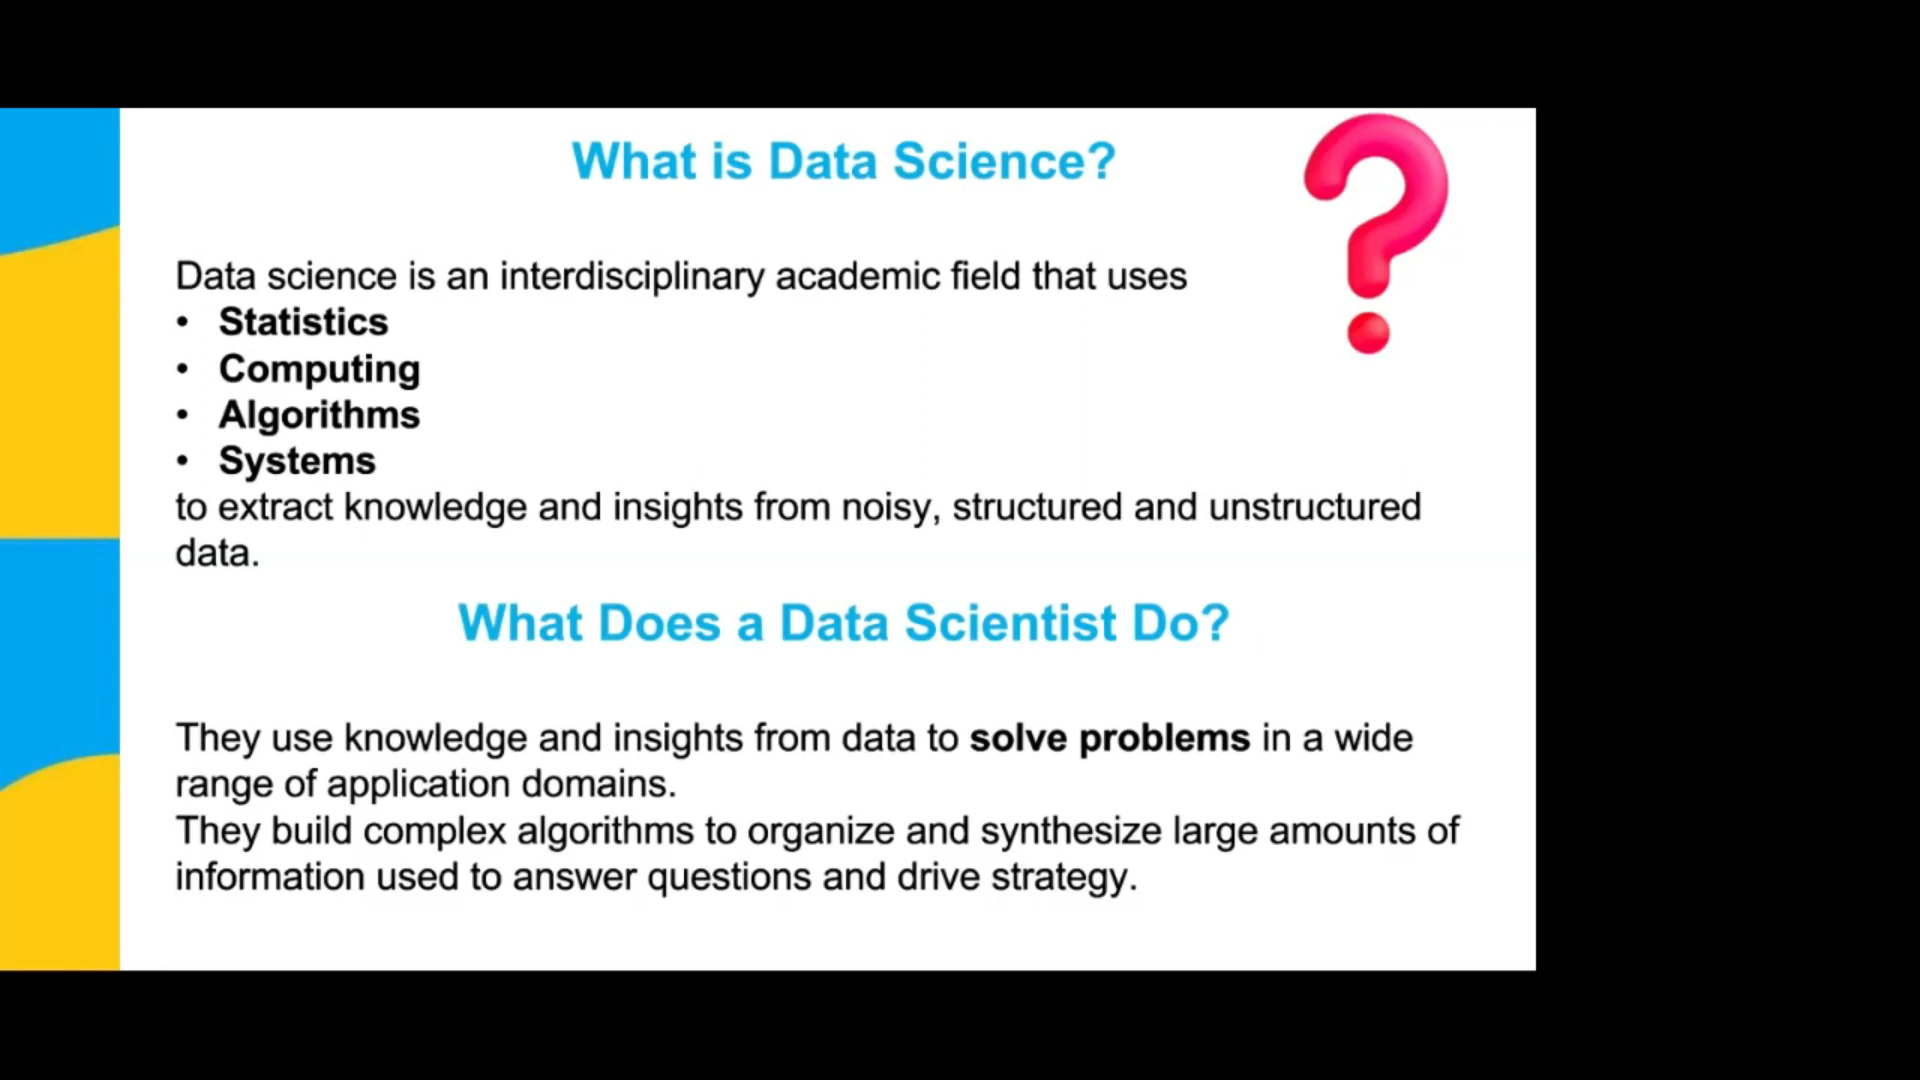 What is Data Science?
Data science is an interdisciplinary academic field that uses
• Statistics
• Computing
• Algorithms
• Systems
to extract knowledge and insights from noisy, structured and unstructured
data.
What Does a Data Scientist Do?
They use knowledge and insights from data to solve problems in a wide
range of application domains.
They build complex algorithms to organize and synthesize large amounts of
information used to answer questions and drive strategy.